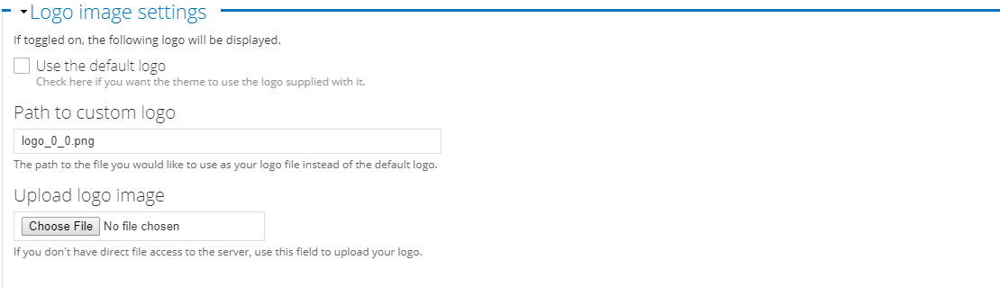 Logo image settings
If toggled on, the following logo will be displayed.
Use the default logo
Check here if you want the theme to use the logo supplied with it.
Path to custom logo
logo_0_0.png
The path to the file you would like to use as your logo file instead of the default logo.
Upload logo image
Choose File No file chosen
If you don't have direct file access to the server, use this field to upload your logo.